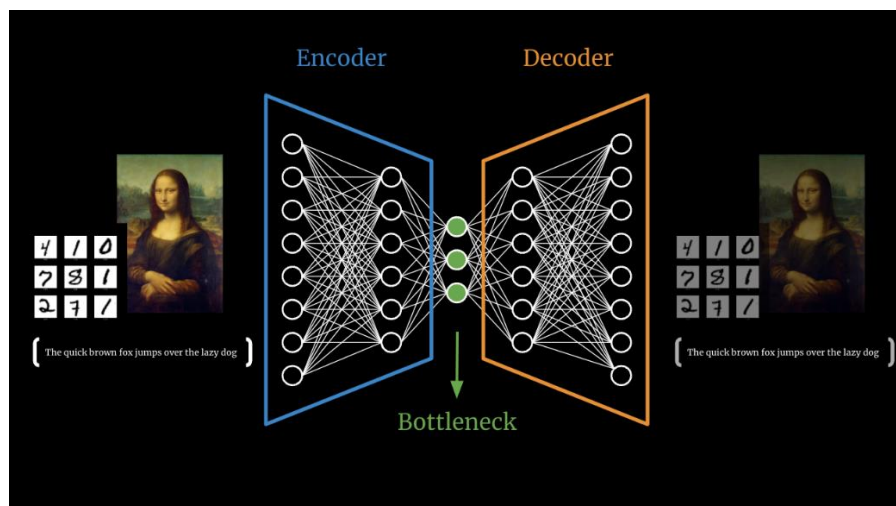 Encoder
Decoder
4 1 0
7 8 1
2 7 1
The quick brown fox jumps over the lazy dog
Bottleneck
4 1 0
7 8 1
2 7 1
The quick brown fox jumps over the lazy dog